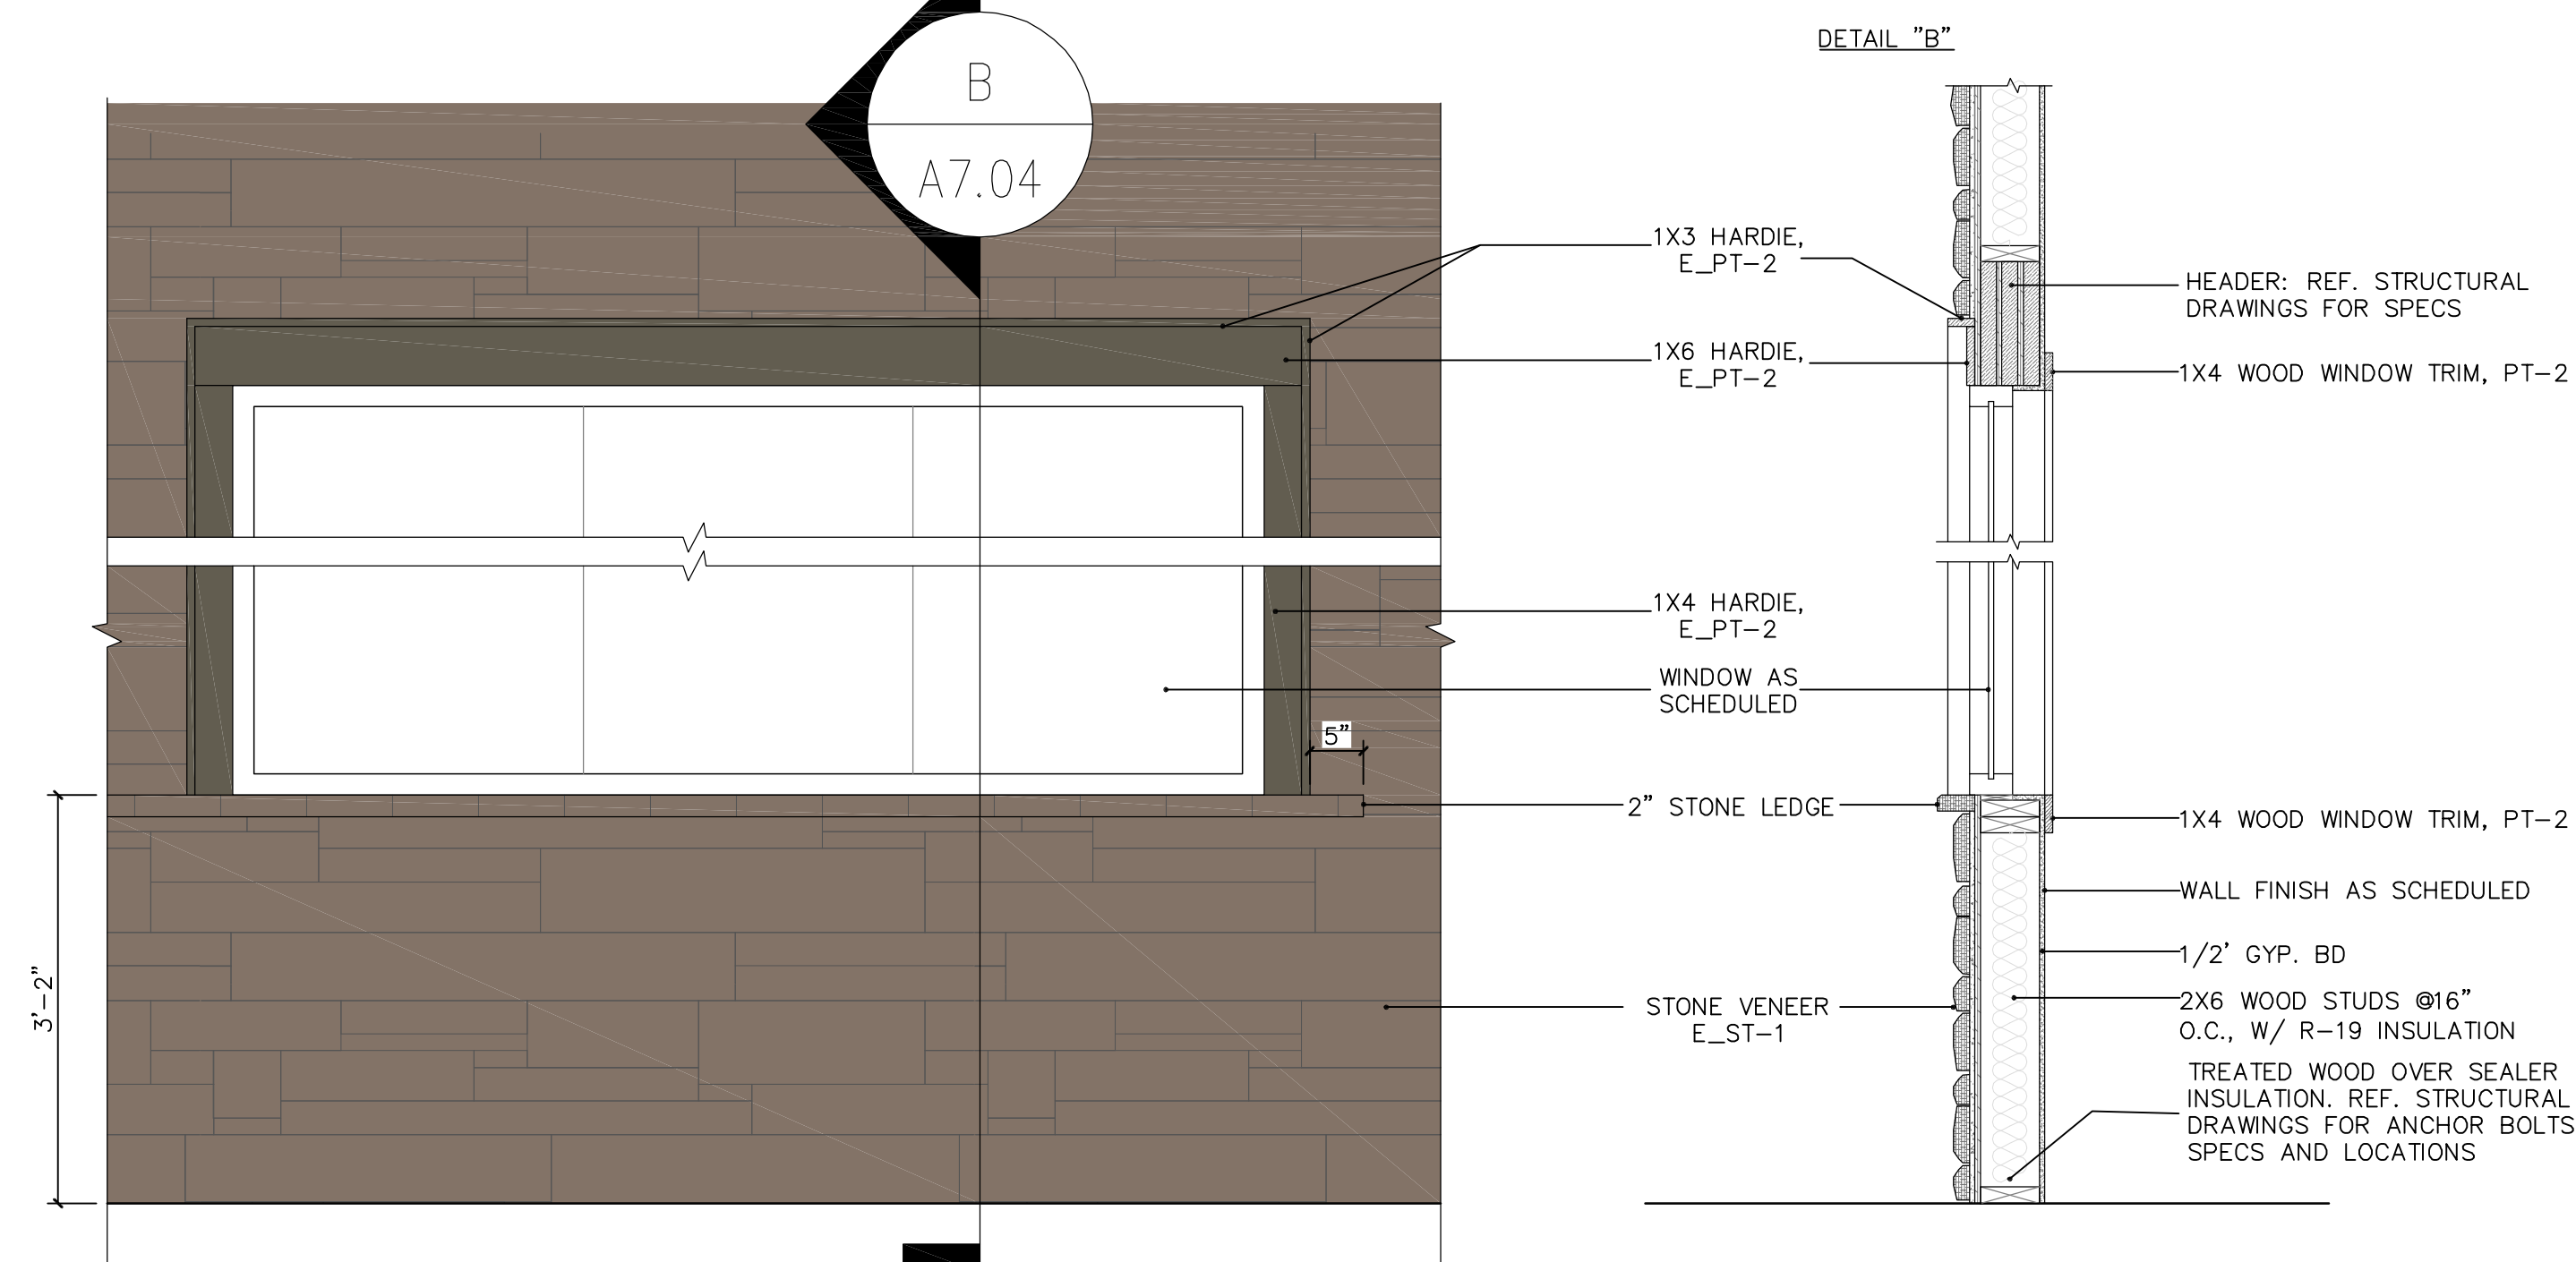 B
A7.04
DETAIL "B"
1X3 HARDIE,
E_PT-2
1X6 HARDIE,
E_PT-2
1X4 HARDIE,
E_PT-2
WINDOW AS
SCHEDULED
5"
2" STONE LEDGE
3'-2"
STONE VENEER
E_ST-1
HEADER: REF. STRUCTURAL
DRAWINGS FOR SPECS
1X4 WOOD WINDOW TRIM, PT-2
1X4 WOOD WINDOW TRIM, PT-2
WALL FINISH AS SCHEDULED
1/2' GYP. BD
2X6 WOOD STUDS @16"
O.C., W/ R-19 INSULATION
TREATED WOOD OVER SEALER
INSULATION. REF. STRUCTURAL
DRAWINGS FOR ANCHOR BOLTS
SPECS AND LOCATIONS